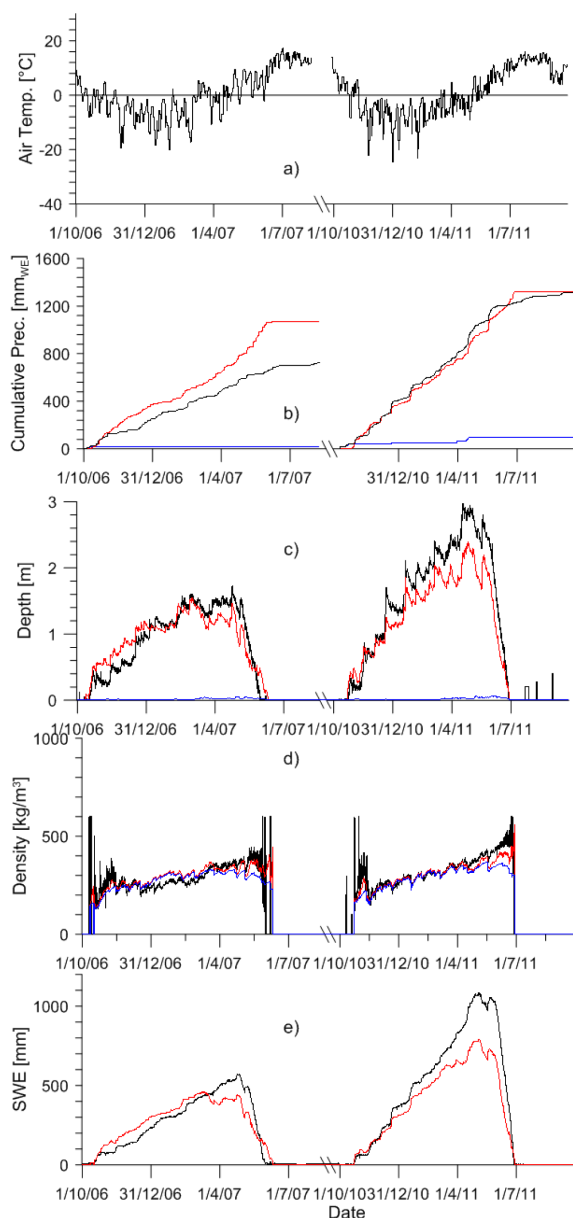 20
0
-20
-40
Air Temp. [°C]
a)
1/10/06 31/12/06 1/4/07 1/7/07 1/10/10 31/12/10 1/4/11 1/7/11
1600
1200
800
400
0
Cumulative Prec. [mmWE]
b)
1/10/06 31/12/06 1/4/07 1/7/07 31/12/10 1/4/11 1/7/11
3
2
1
0
Depth [m]
c)
1/10/06 31/12/06 1/4/07 1/7/07 1/10/10 31/12/10 1/4/11 1/7/11
1000
500
0
Density [kg/m³]
d)
1/10/06 31/12/06 1/4/07 1/7/07 1/10/10 31/12/10 1/4/11 1/7/11
1000
500
0
SWE [mm]
e)
1/10/06 31/12/06 1/4/07 1/7/07 1/10/10 31/12/10 1/4/11 1/7/11
Date